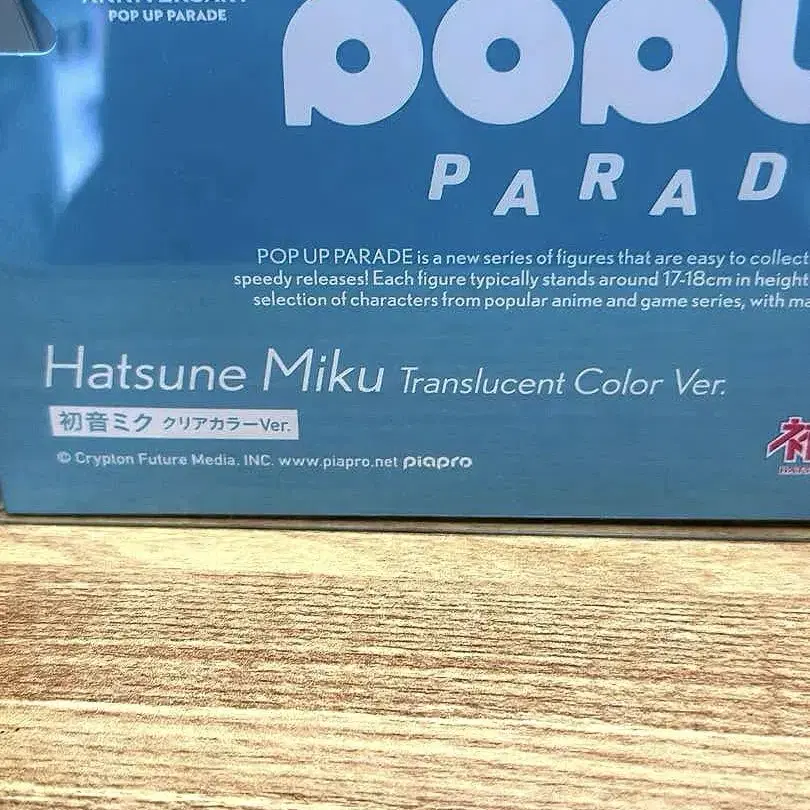 ANNIVERSARY
POP UP PARADE
POPU
PARAD
POP UP PARADE is a new series of figures that are easy to collect
speedy releases! Each figure typically stands around 17-18cm in height
selection of characters from popular anime and game series, with
Hatsune Miku Translucent Color Ver.
初音ミク クリアカラーVer.
© Crypton Future Media, INC. www.piapro.net piapro
初